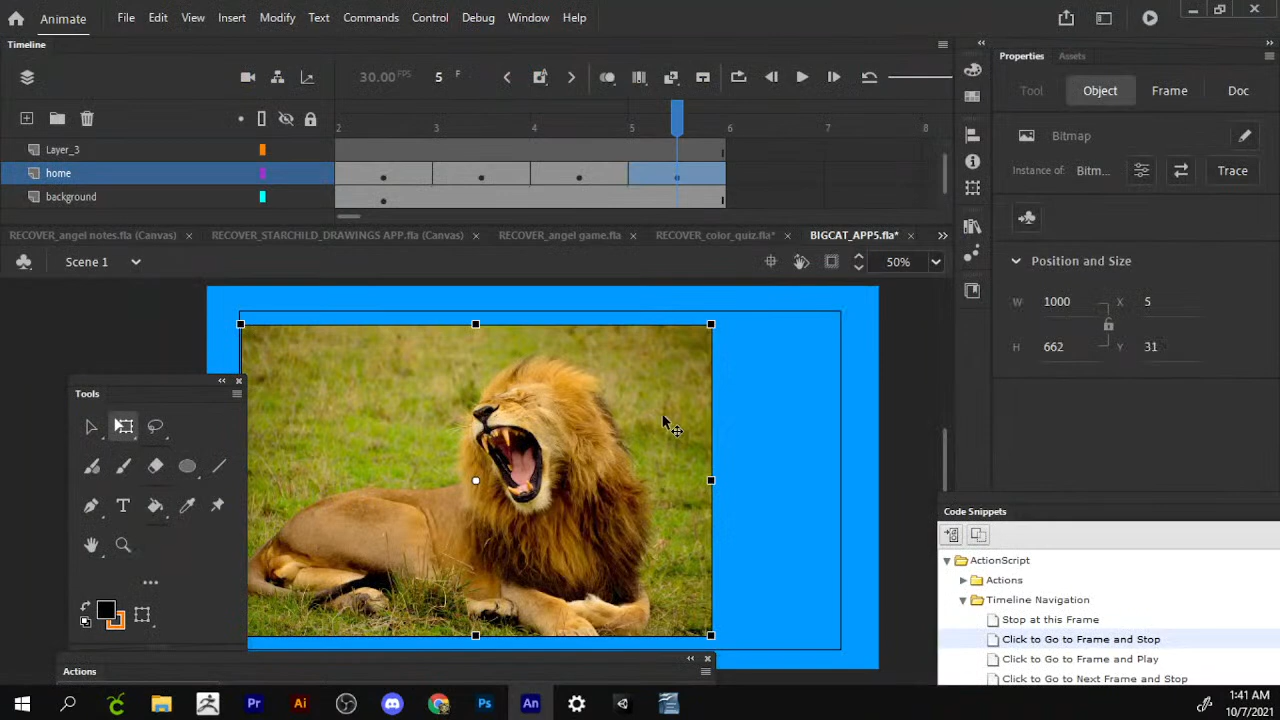 Animate File Edit View Insert Modify Text Commands Control Debug Window Help
Timeline
Properties Assets
30.00 FPS 5 F
Tool Object Frame Doc
2 3 4 5 6 7 8
Bitmap
Layer_3
home
Instance of: Bitm... Trace
background
RECOVER_angel notes.fla (Canvas) RECOVER_STARCHILD_DRAWINGS APP.fla (Canvas) RECOVER_angel game.fla RECOVER_color_quiz.fla* BIGCAT_APP5.fla*
Scene 1 50%
Position and Size
W 1000 X 5
H 662 Y 31
Tools
Code Snippets
ActionScript
Actions
Timeline Navigation
Stop at this Frame
Click to Go to Frame and Stop
Click to Go to Frame and Play
Click to Go to Next Frame and Stop
Actions
Pr Ai Ps An
1:41 AM
10/7/2021